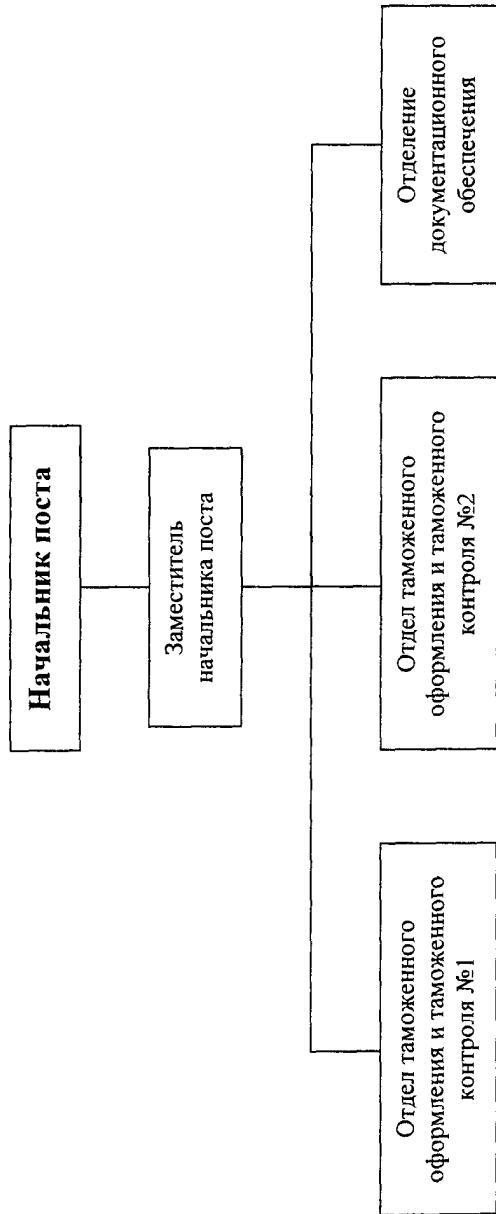 Начальник поста
Заместитель
начальника поста
Отдел таможенного
оформления и таможенного
контроля №1
Отдел таможенного
оформления и таможенного
контроля №2
Отделение
документационного
обеспечения